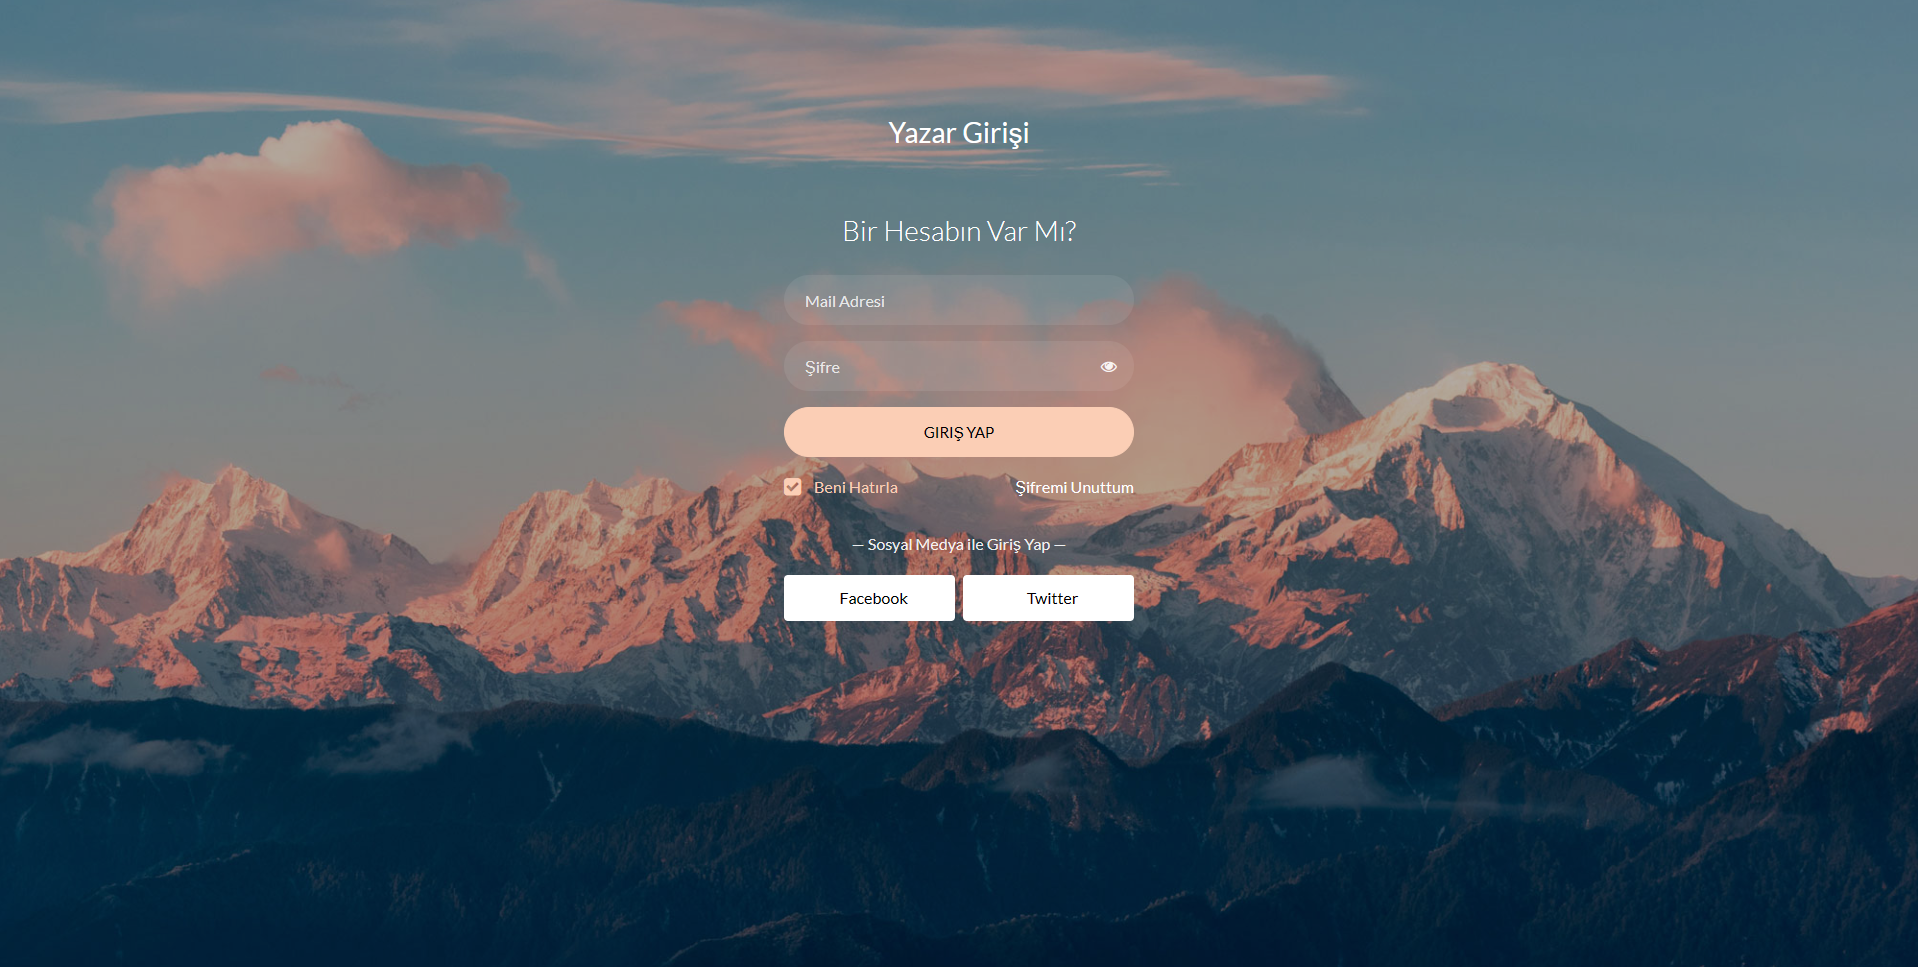 Yazar Girişi
Bir Hesabın Var Mı?
Mail Adresi
Şifre
GIRIŞ YAP
Beni Hatırla Şifremi Unuttum
— Sosyal Medya ile Giriş Yap —
Facebook Twitter